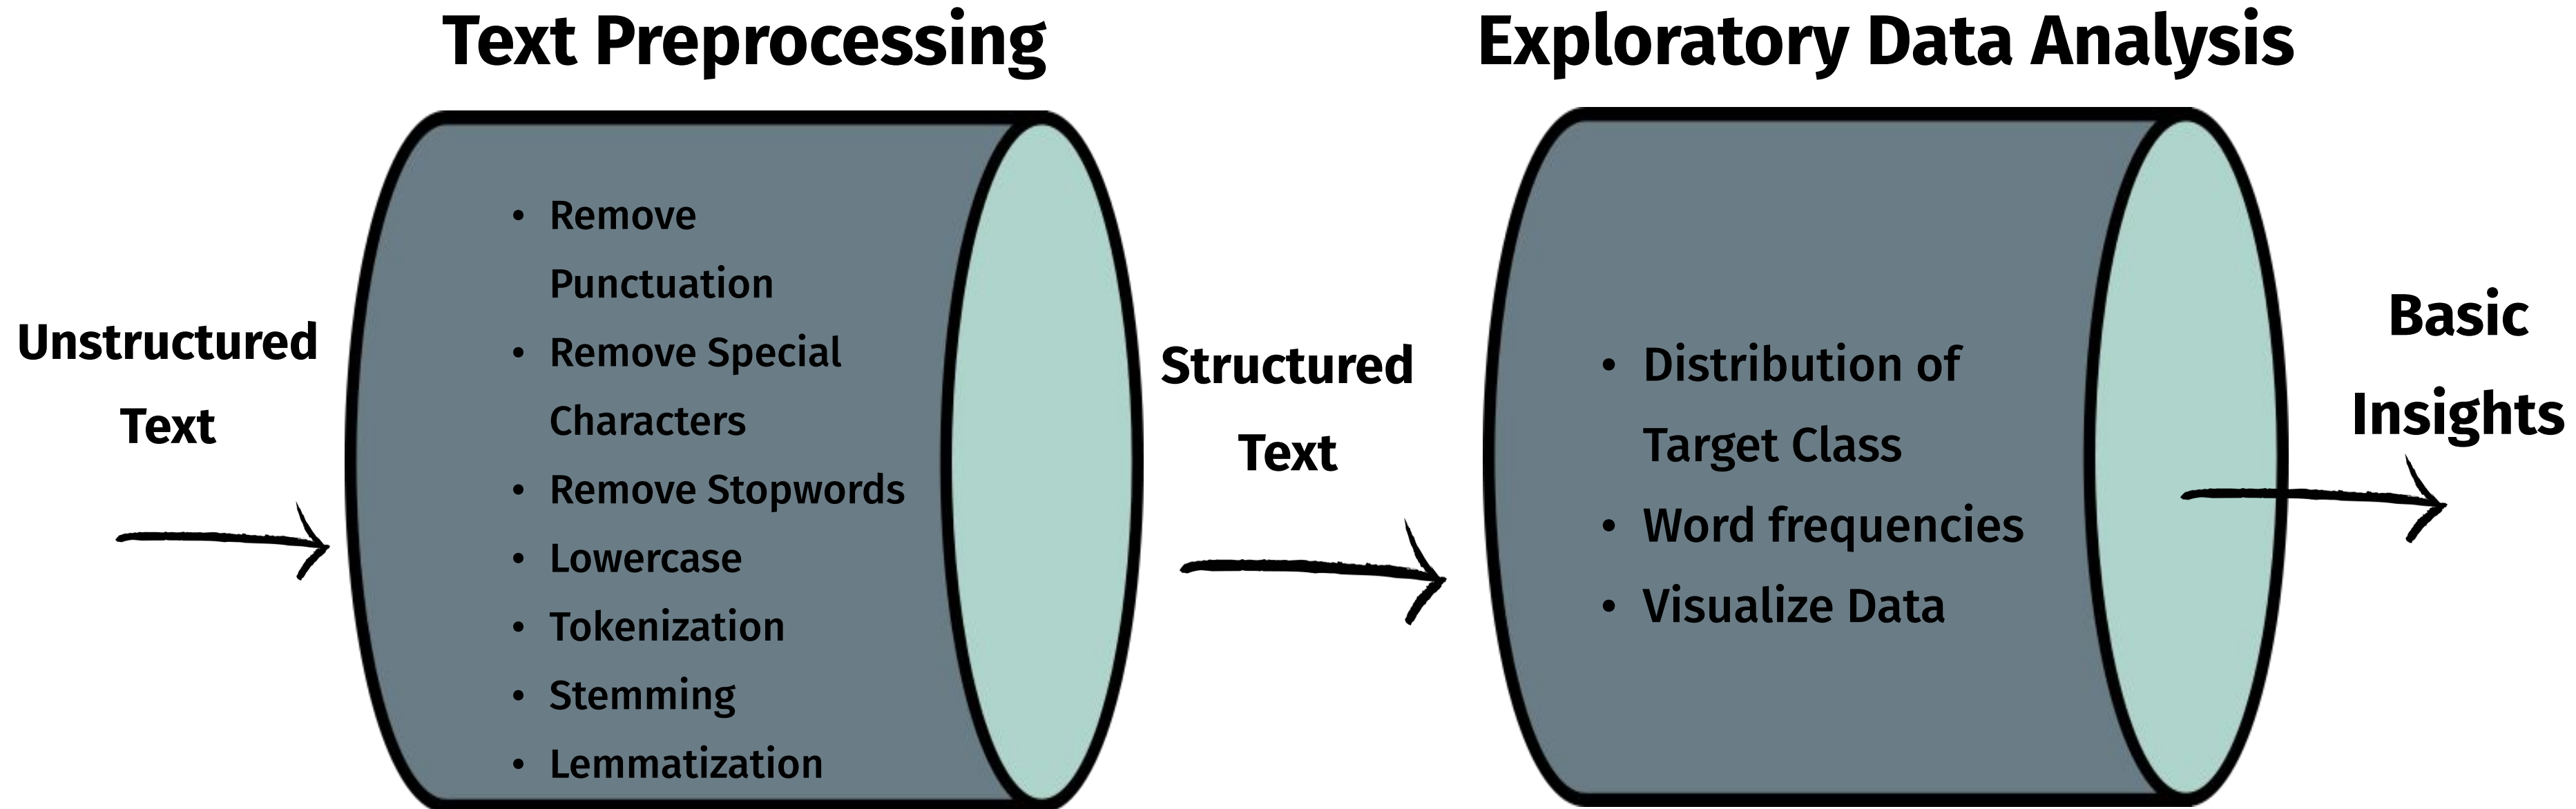 Text Preprocessing
Exploratory Data Analysis
Unstructured
Text
• Remove
Punctuation
• Remove Special
Characters
• Remove Stopwords
• Lowercase
• Tokenization
• Stemming
• Lemmatization
Structured
Text
• Distribution of
Target Class
• Word frequencies
• Visualize Data
Basic
Insights